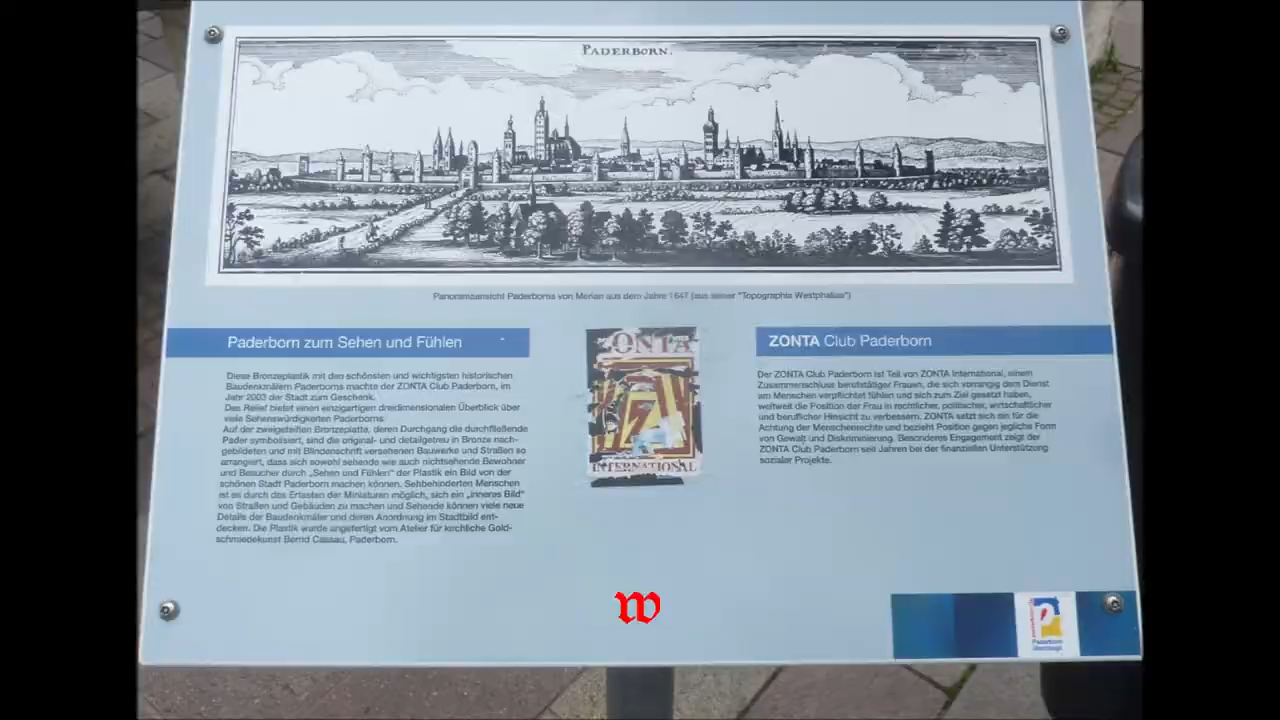 PADERBORN.
Panoramaansicht Paderborns von Merian aus dem Jahre 1647 (aus seiner "Topographia Westphaliae")
Paderborn zum Sehen und Fühlen
Diese Bronzeplastik mit den schönsten und wichtigsten historischen
Baudenkmälern Paderborns machte der ZONTA Club Paderborn, im
Jahr 2003 der Stadt zum Geschenk.
Das Relief bietet einen einzigartigen dreidimensionalen Überblick über
viele Sehenswürdigkeiten Paderborns.
Auf der zweigeteilten Bronzeplatte, deren Durchgang die durchfließende
Pader symbolisiert, sind die original- und detailgetreu in Bronze nach-
gebildeten und mit Blindenschrift versehenen Bauwerke und Straßen so
arrangiert, dass sich sowohl sehende wie auch nichtsehende Bewohner
und Besucher durch „Sehen und Fühlen" der Plastik ein Bild von der
schönen Stadt Paderborn machen können. Sehbehinderten Menschen
ist es durch das Ertasten der Miniaturen möglich, sich ein „inneres Bild"
von Straßen und Gebäuden zu machen und Sehende können viele neue
Details der Baudenkmäler und deren Anordnung im Stadtbild ent-
decken. Die Plastik wurde angefertigt vom Atelier für kirchliche Gold-
schmiedekunst Bernd Cassau, Paderborn.
ZONTA
INTERNATIONAL
ZONTA Club Paderborn
Der ZONTA Club Paderborn ist Teil von ZONTA International, einem
Zusammenschluss berufstätiger Frauen, die sich vorrangig dem Dienst
am Menschen verpflichtet fühlen und sich zum Ziel gesetzt haben,
weltweit die Position der Frau in rechtlicher, politischer, wirtschaftlicher
und beruflicher Hinsicht zu verbessern. ZONTA setzt sich ein für die
Achtung der Menschenrechte und bezieht Position gegen jegliche Form
von Gewalt und Diskriminierung. Besonderes Engagement zeigt der
ZONTA Club Paderborn seit Jahren bei der finanziellen Unterstützung
sozialer Projekte.
W
Paderborn
überzeugt